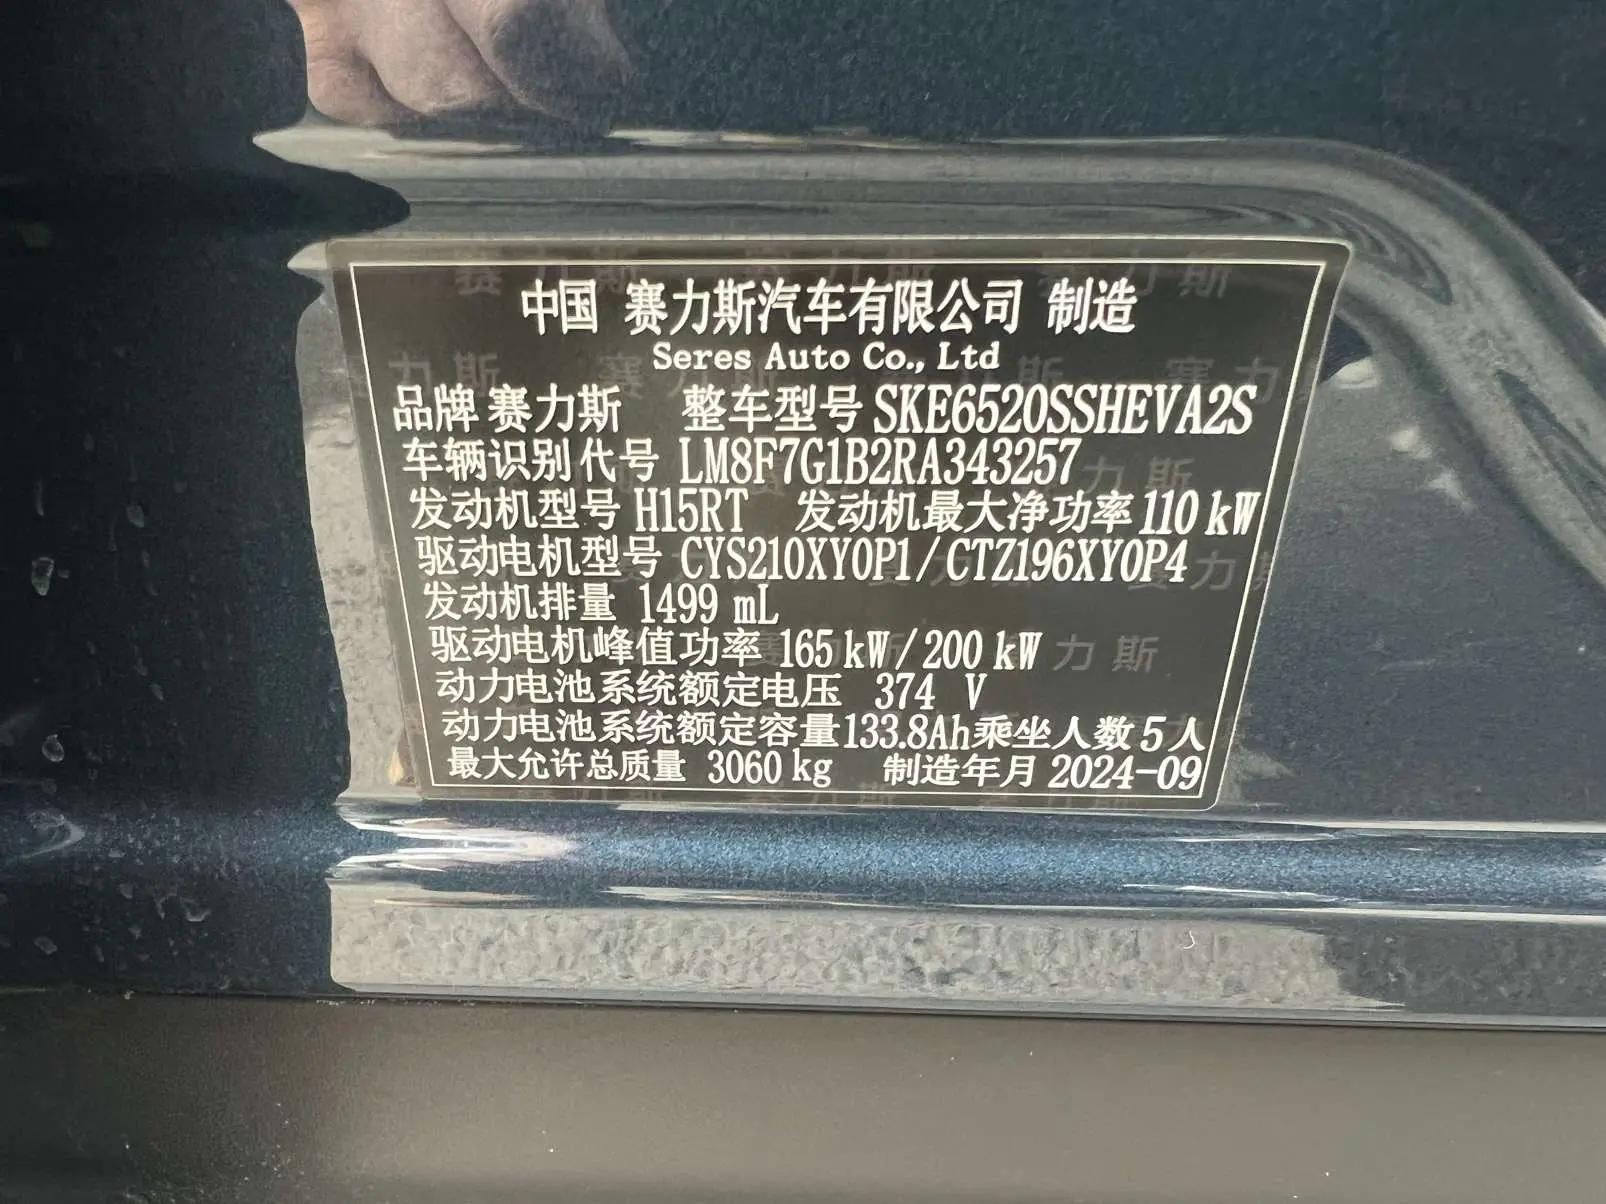 中国 赛力斯汽车有限公司 制造
Seres Auto Co., Ltd
品牌 赛力斯 整车型号 SKE6520SSHEVA2S
车辆识别代号 LM8F7G1B2RA343257
发动机型号 H15RT 发动机最大净功率 110 kW
驱动电机型号 CYS210XY0P1/CTZ196XY0P4
发动机排量 1499 mL
驱动电机峰值功率 165 kW/200 kW
动力电池系统额定电压 374 V
动力电池系统额定容量 133.8Ah 乘坐人数 5 人
最大允许总质量 3060 kg 制造年月 2024-09